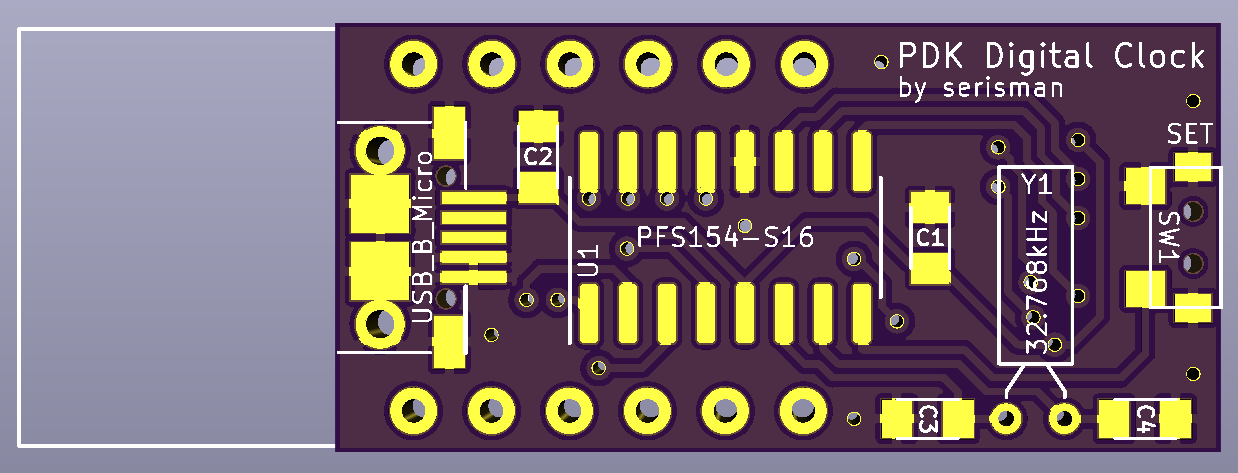 PDK Digital Clock
by serisman
SET
C2
Y1
USB_B_Micro
PFS154-S16
U1
C1
SW1
32.768kHz
C3
C4